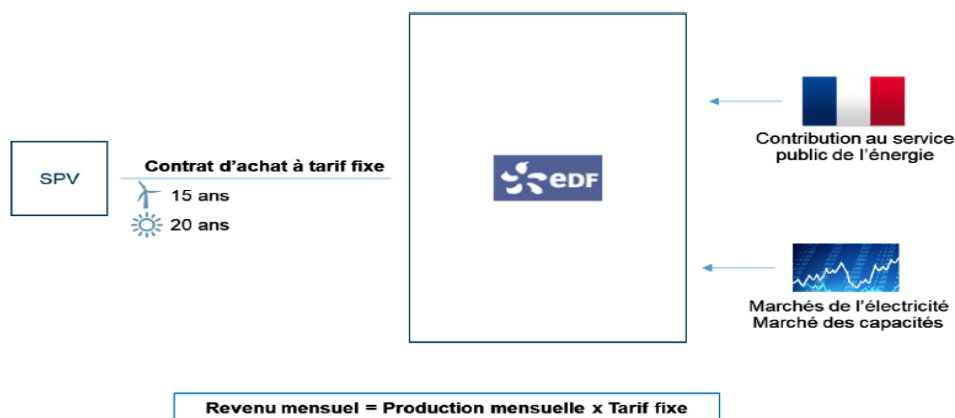 SPV
Contrat d'achat à tarif fixe
15 ans
20 ans
eDF
Contribution au service
public de l'énergie
Marchés de l'électricité
Marché des capacités
Revenu mensuel = Production mensuelle x Tarif fixe